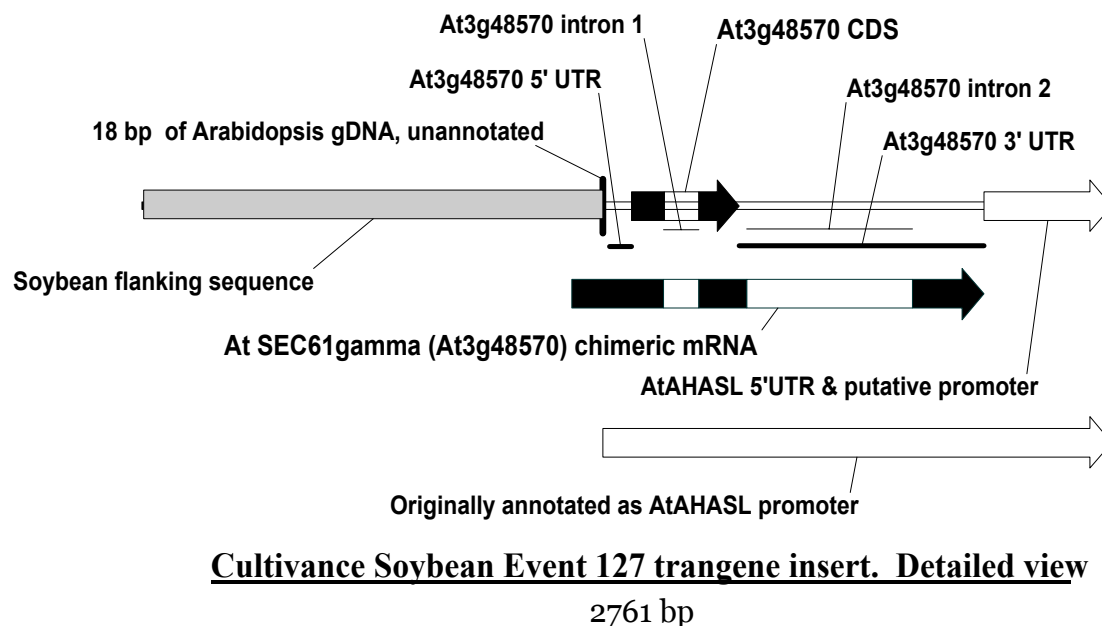 At3g48570 intron 1
At3g48570 CDS
At3g48570 5' UTR
At3g48570 intron 2
18 bp of Arabidopsis gDNA, unannotated
At3g48570 3' UTR
Soybean flanking sequence
At SEC61gamma (At3g48570) chimeric mRNA
AtAHASL 5'UTR & putative promoter
Originally annotated as AtAHASL promoter
Cultivance Soybean Event 127 trangene insert. Detailed view
2761 bp